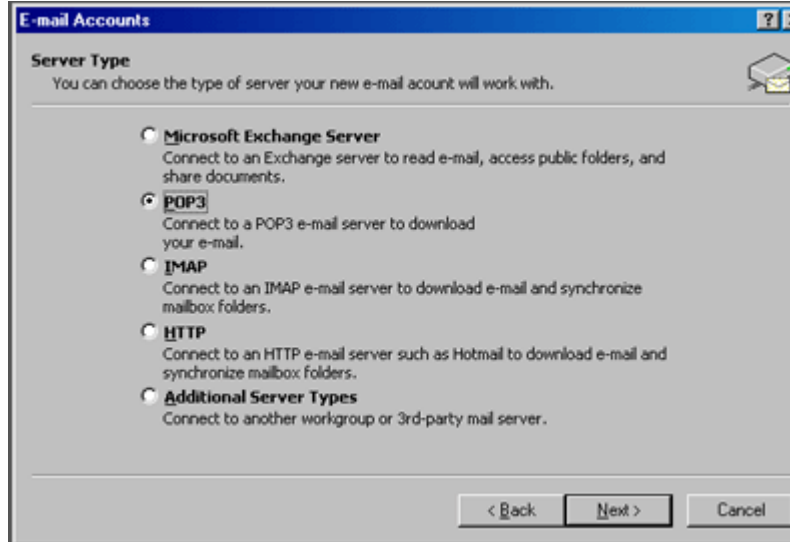 E-mail Accounts
Server Type
You can choose the type of server your new e-mail acount will work with.
Microsoft Exchange Server
Connect to an Exchange server to read e-mail, access public folders, and
share documents.
POP3
Connect to a POP3 e-mail server to download
your e-mail.
IMAP
Connect to an IMAP e-mail server to download e-mail and synchronize
mailbox folders.
HTTP
Connect to an HTTP e-mail server such as Hotmail to download e-mail and
synchronize mailbox folders.
Additional Server Types
Connect to another workgroup or 3rd-party mail server.
< Back Next > Cancel